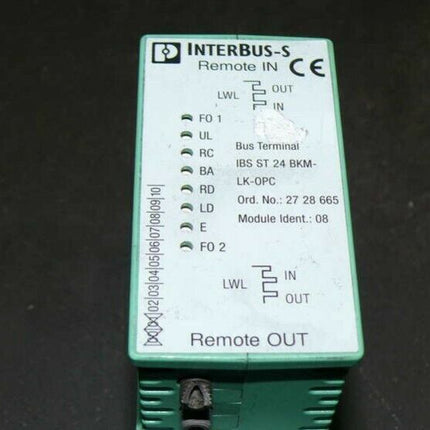 INTERBUS-S
Remote IN CE
LWL OUT
IN
FO 1
UL
RC
BA
RD
LD
E
FO 2
Bus Terminal
IBS ST 24 BKM-
LK-OPC
Ord. No.: 27 28 665
Module Ident.: 08
LWL IN
OUT
02|03|04|05|06|07|08|09|10|
Remote OUT